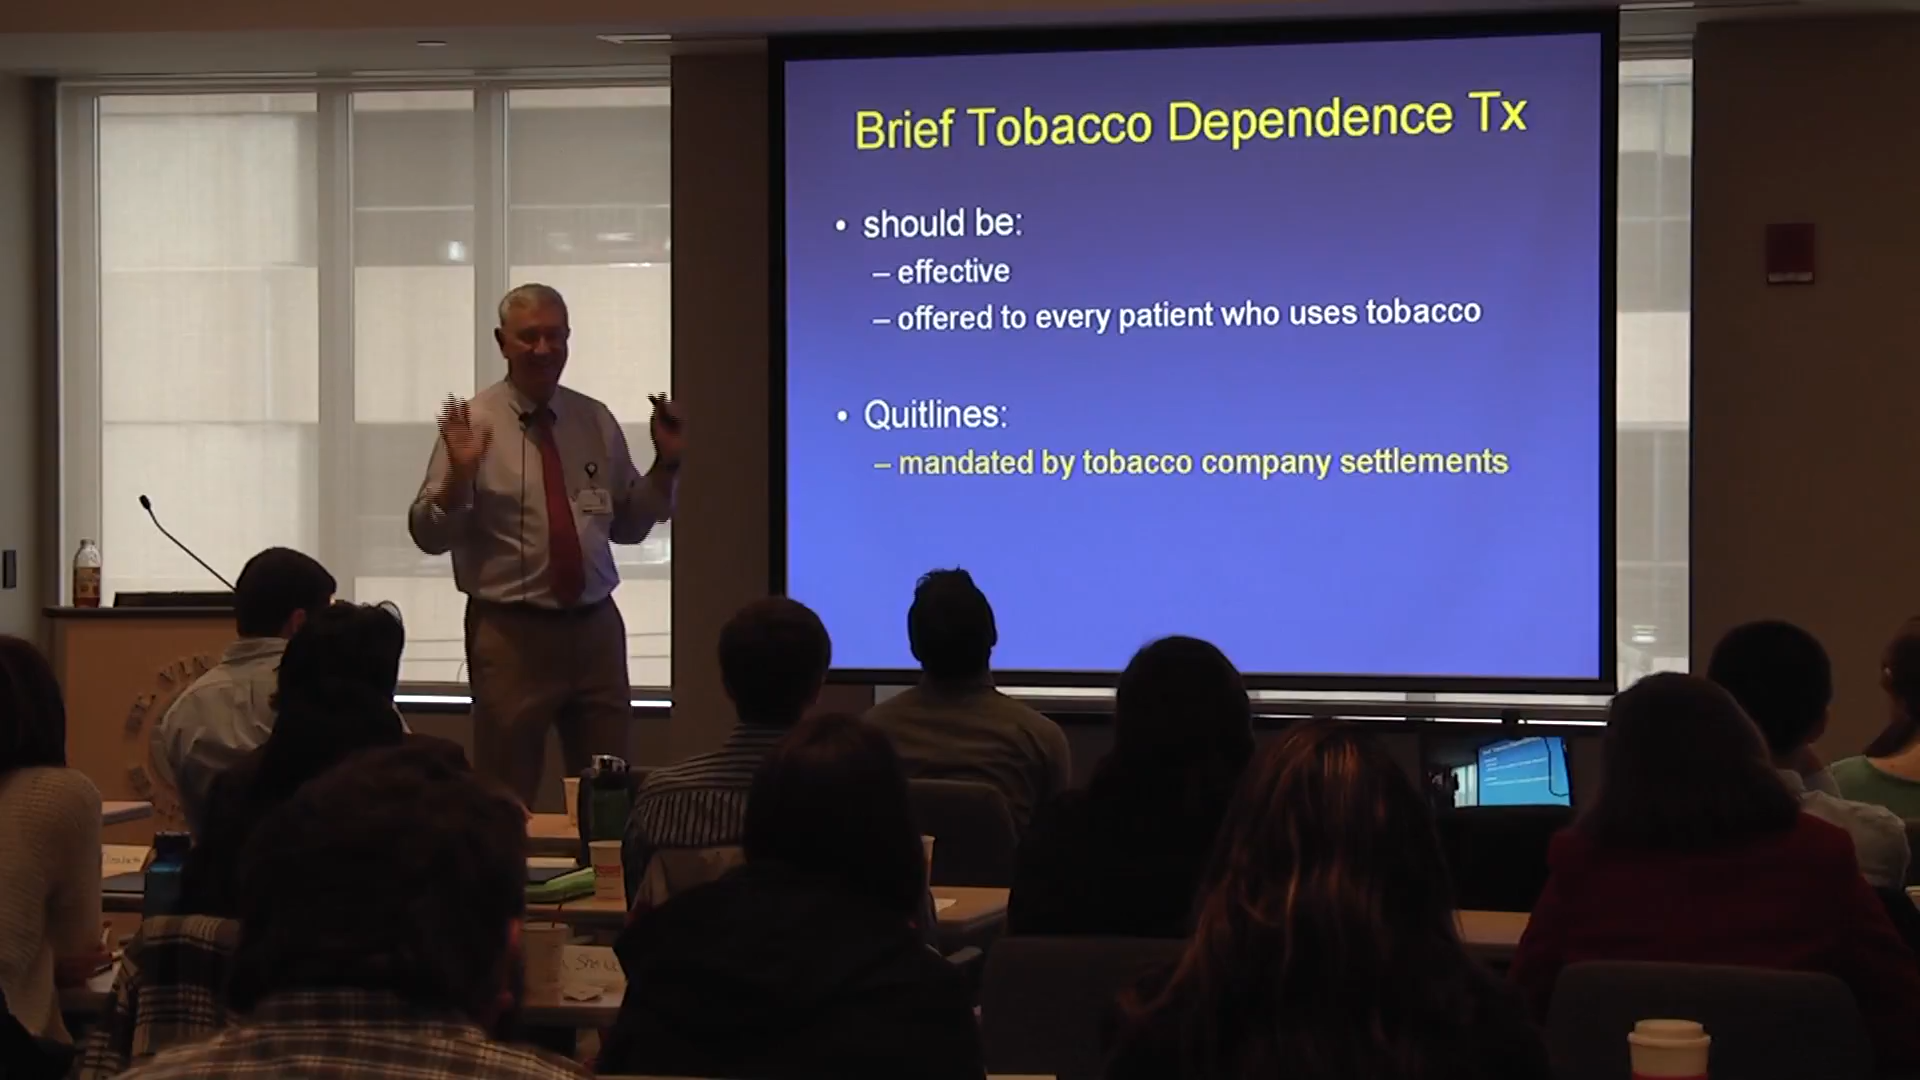 Brief Tobacco Dependence Tx
• should be:
– effective
– offered to every patient who uses tobacco
• Quitlines:
– mandated by tobacco company settlements